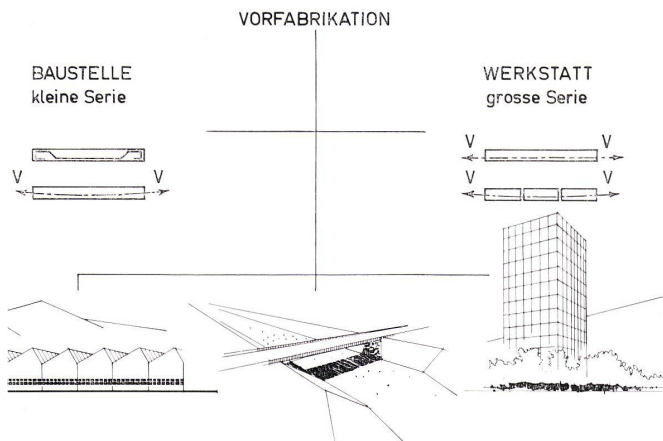 VORFABRIKATION
BAUSTELLE
kleine Serie
WERKSTATT
grosse Serie
V V
V V
V V